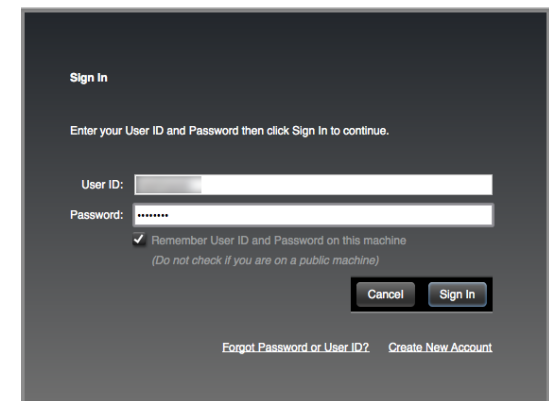 Sign In
Enter your User ID and Password then click Sign In to continue.
User ID:
Password: ••••••••
Remember User ID and Password on this machine
(Do not check if you are on a public machine)
Cancel Sign In
Forgot Password or User ID? Create New Account